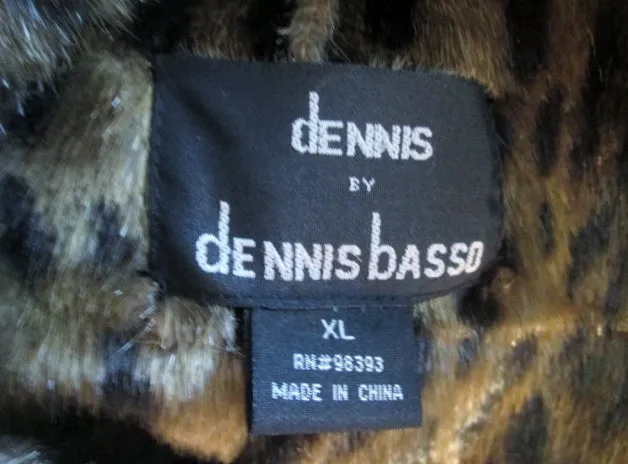 dENNIS
BY
dENNIS bASSO
XL
RN#98393
MADE IN CHINA